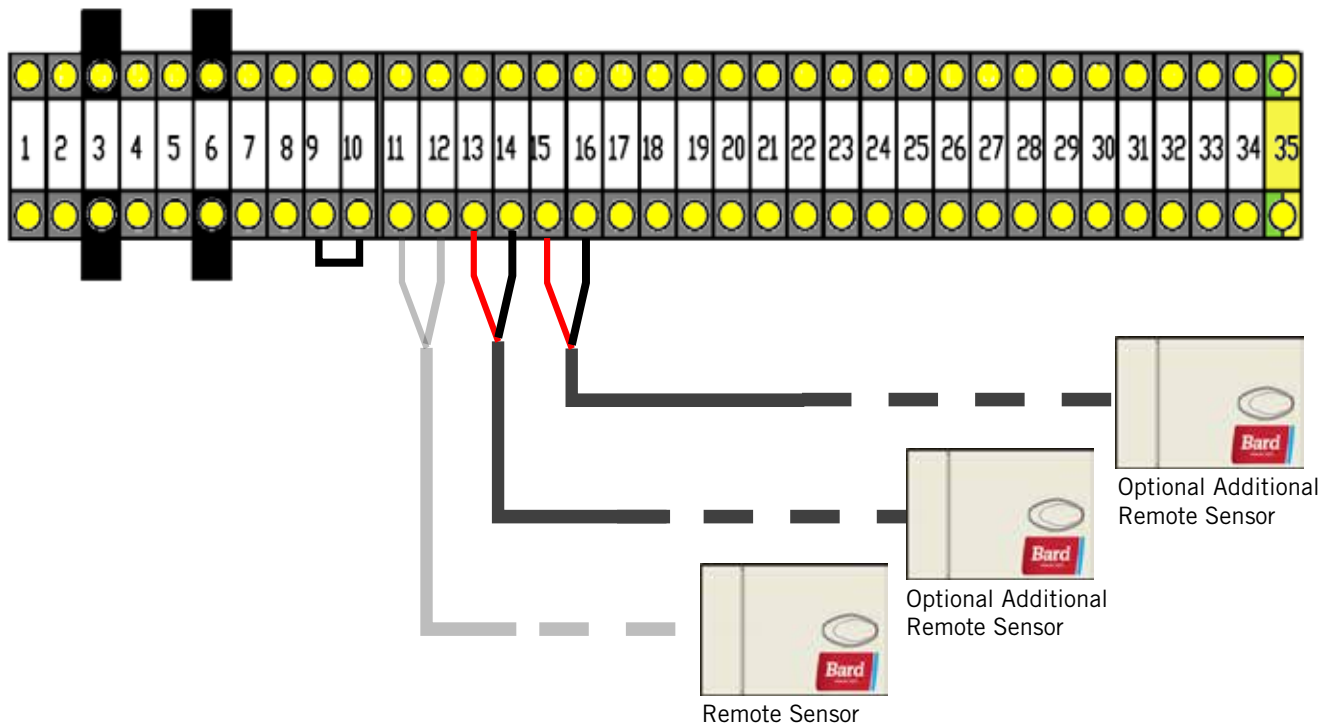 1 2 3 4 5 6 7 8 9 10 11 12 13 14 15 16 17 18 19 20 21 22 23 24 25 26 27 28 29 30 31 32 33 34 35
Bard
Optional Additional
Remote Sensor
Bard
Optional Additional
Remote Sensor
Bard
Remote Sensor